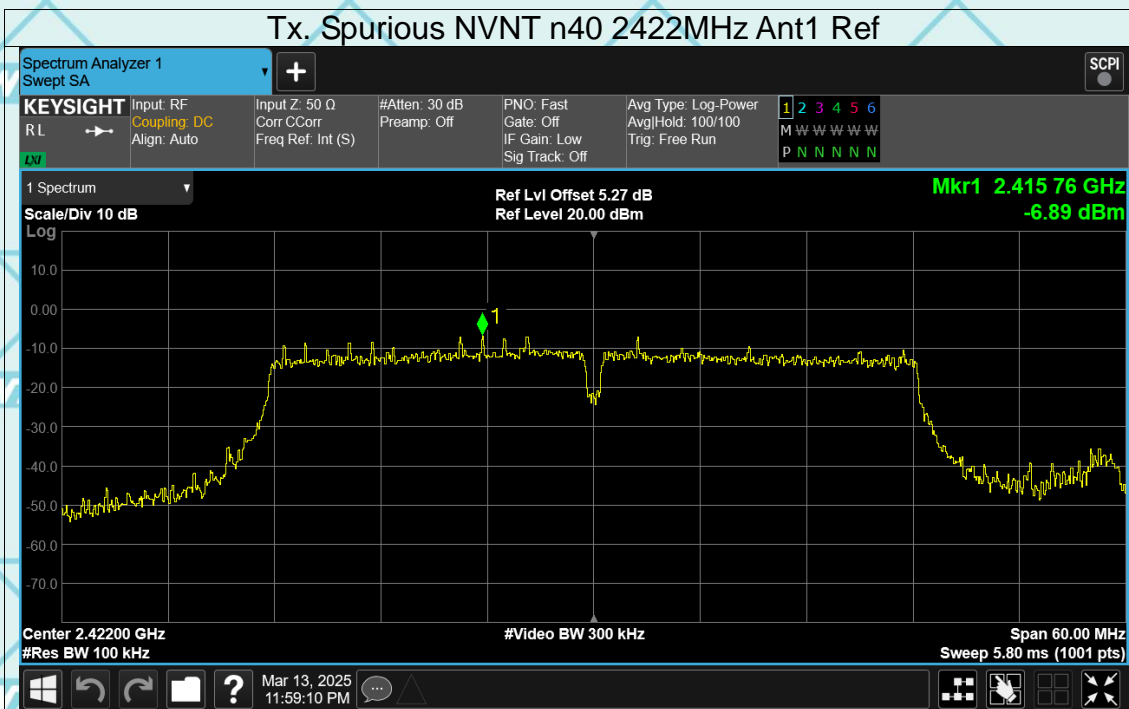 Tx. Spurious NVNT n40 2422MHz Ant1 Ref
Spectrum Analyzer 1
Swept SA
+
SCPI
KEYSIGHT
R L
LXI
Input: RF
Coupling: DC
Align: Auto
Input Z: 50 Ω
Corr CCorr
Freq Ref: Int (S)
#Atten: 30 dB
Preamp: Off
PNO: Fast
Gate: Off
IF Gain: Low
Sig Track: Off
Avg Type: Log-Power
Avg|Hold: 100/100
Trig: Free Run
1 2 3 4 5 6
M W W W W W W
P N N N N N N
1 Spectrum
Scale/Div 10 dB
Ref Lvl Offset 5.27 dB
Ref Level 20.00 dBm
Mkr1 2.415 76 GHz
-6.89 dBm
Log
10.0
0.00
-10.0
-20.0
-30.0
-40.0
-50.0
-60.0
-70.0
1
Center 2.42200 GHz
#Res BW 100 kHz
#Video BW 300 kHz
Span 60.00 MHz
Sweep 5.80 ms (1001 pts)
?
Mar 13, 2025
11:59:10 PM